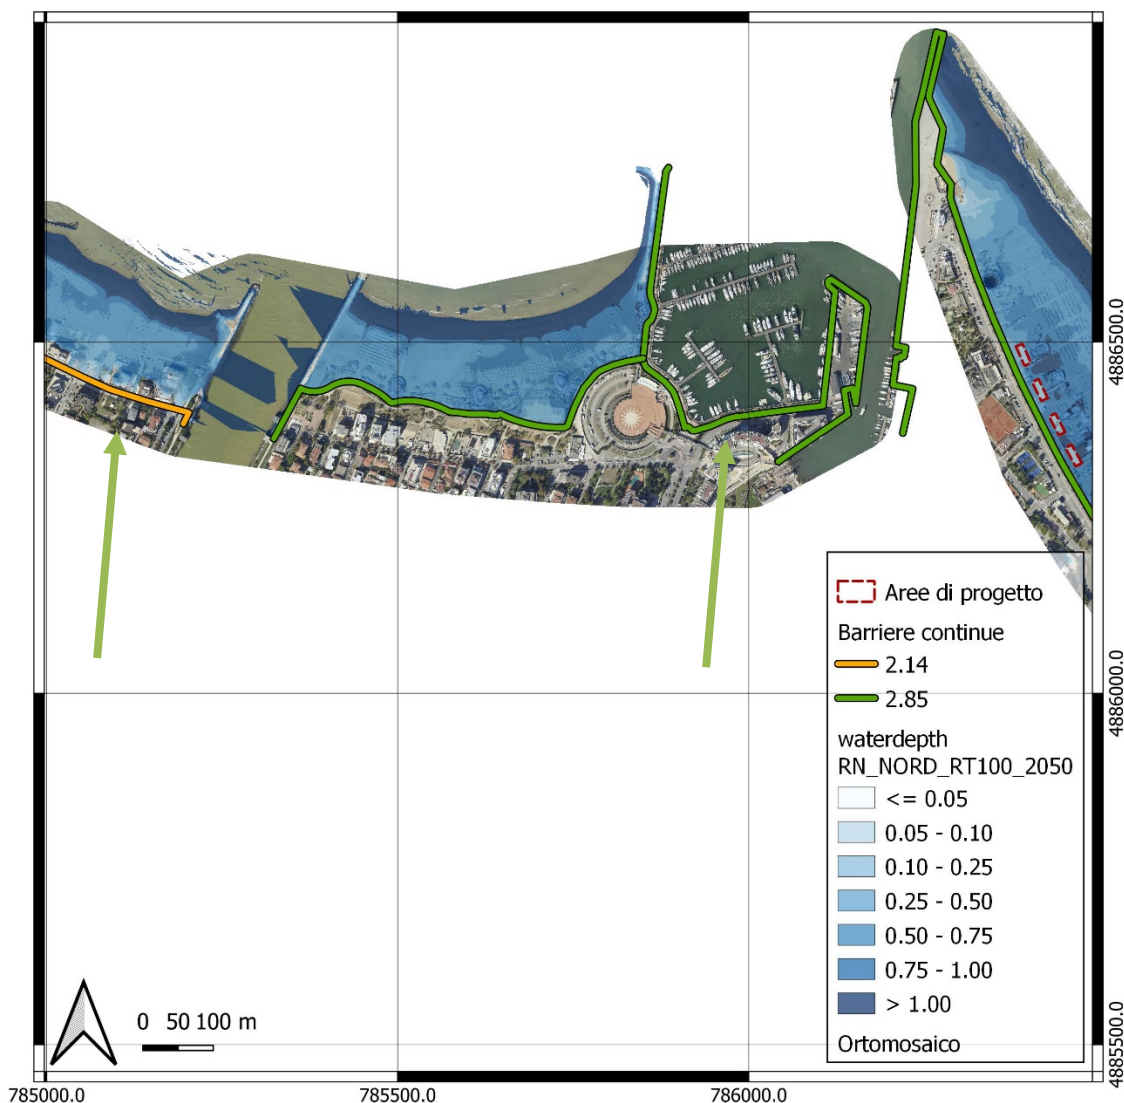 4886500.0
Aree di progetto
Barriere continue
2.14
2.85
4886000.0
waterdepth
RN_NORD_RT100_2050
<= 0.05
0.05 - 0.10
0.10 - 0.25
0.25 - 0.50
0.50 - 0.75
0.75 - 1.00
> 1.00
Ortomosaico
4885500.0
0 50 100 m
785000.0
785500.0
786000.0